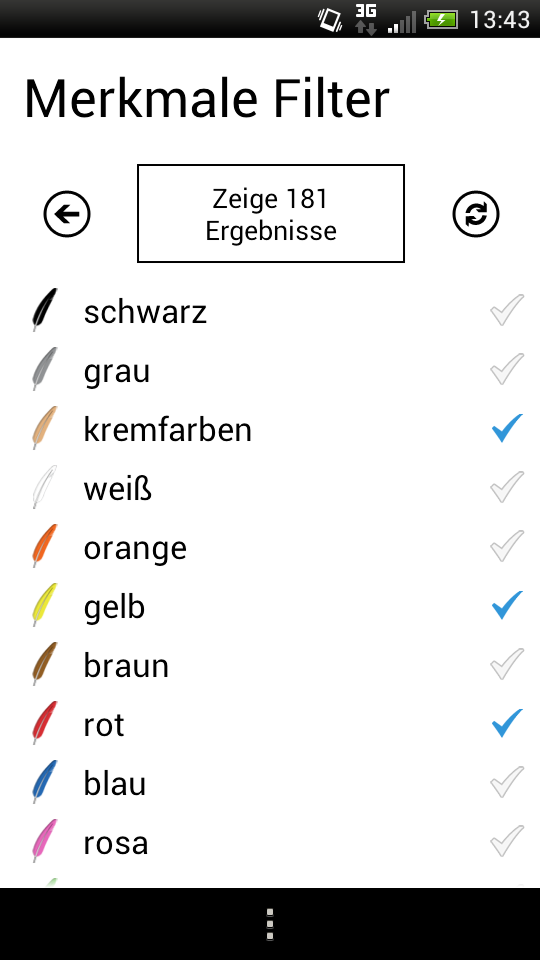 3G 13:43
Merkmale Filter
Zeige 181
Ergebnisse
schwarz
grau
kremfarben
weiß
orange
gelb
braun
rot
blau
rosa